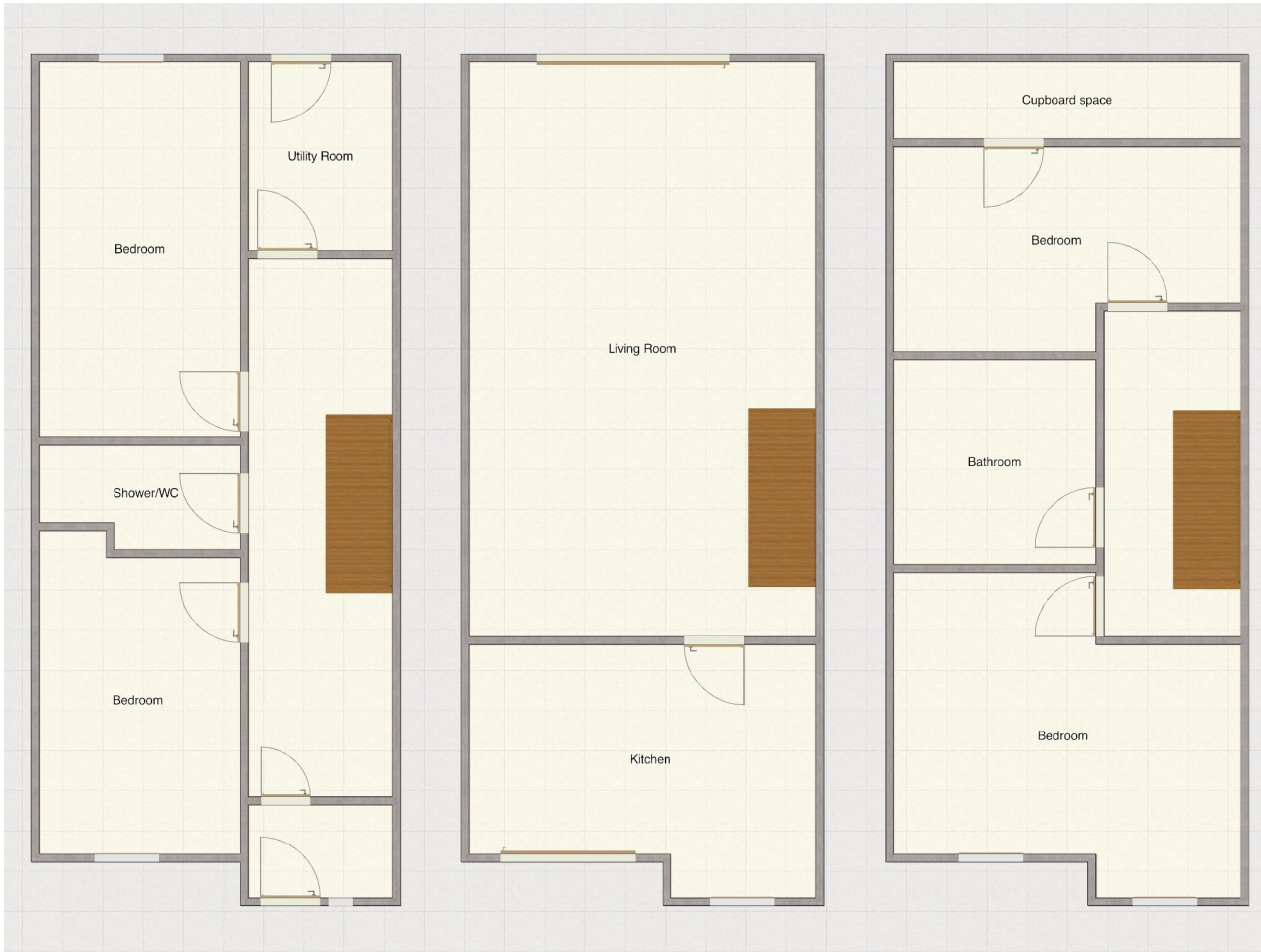 Utility Room
Bedroom
Shower/WC
Bedroom
Living Room
Kitchen
Cupboard space
Bedroom
Bathroom
Bedroom